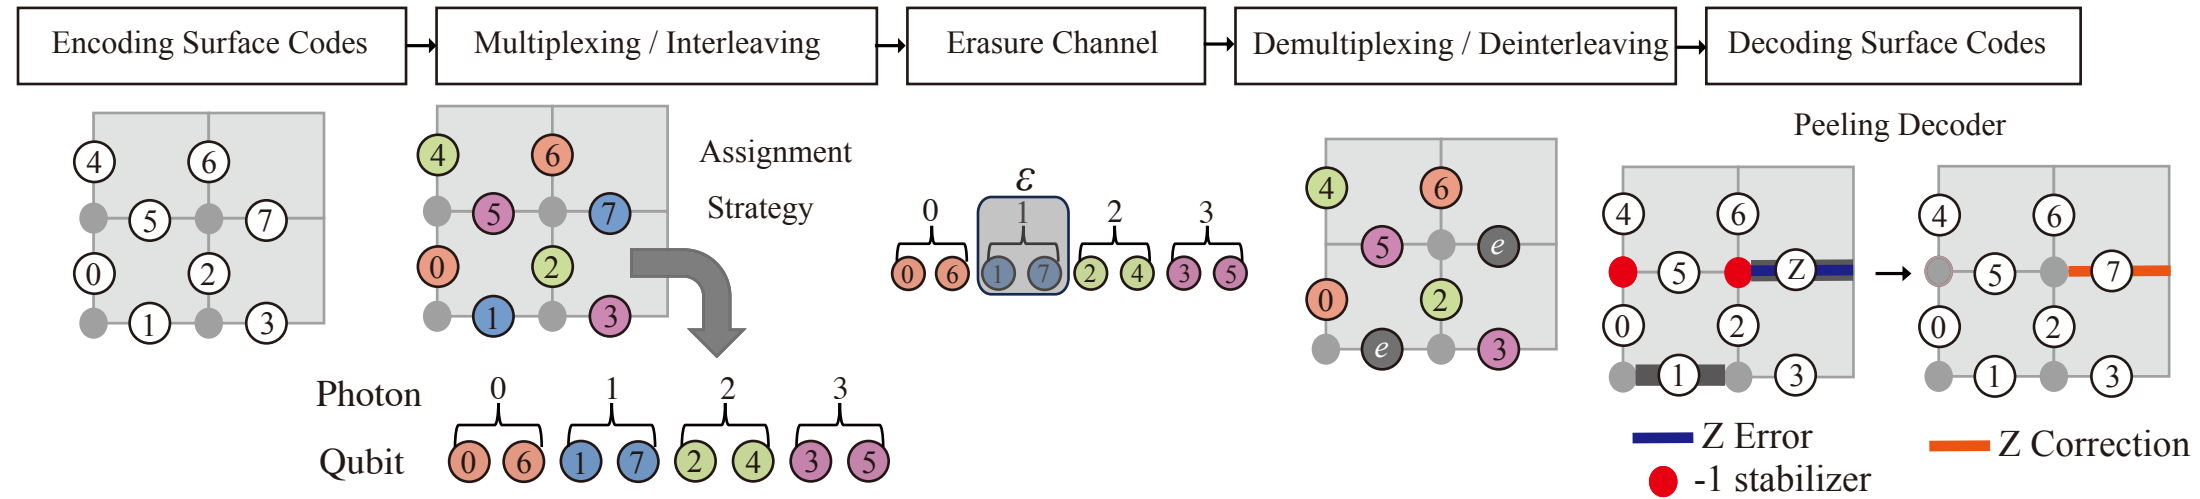 Encoding Surface Codes
Multiplexing / Interleaving
Erasure Channel
Demultiplexing / Deinterleaving
Decoding Surface Codes
4 6
5 7
0 2
1 3
4 6
5 7
0 2
1 3
Assignment
Strategy
Photon 0 1 2 3
Qubit 0 6 1 7 2 4 3 5
ε
0 1 2 3
0 6 1 7 2 4 3 5
4 6
5 e
0 2
e 3
Peeling Decoder
4 6
5 Z
0 2
1 3
Z Error
-1 stabilizer
4 6
5 7
0 2
1 3
Z Correction